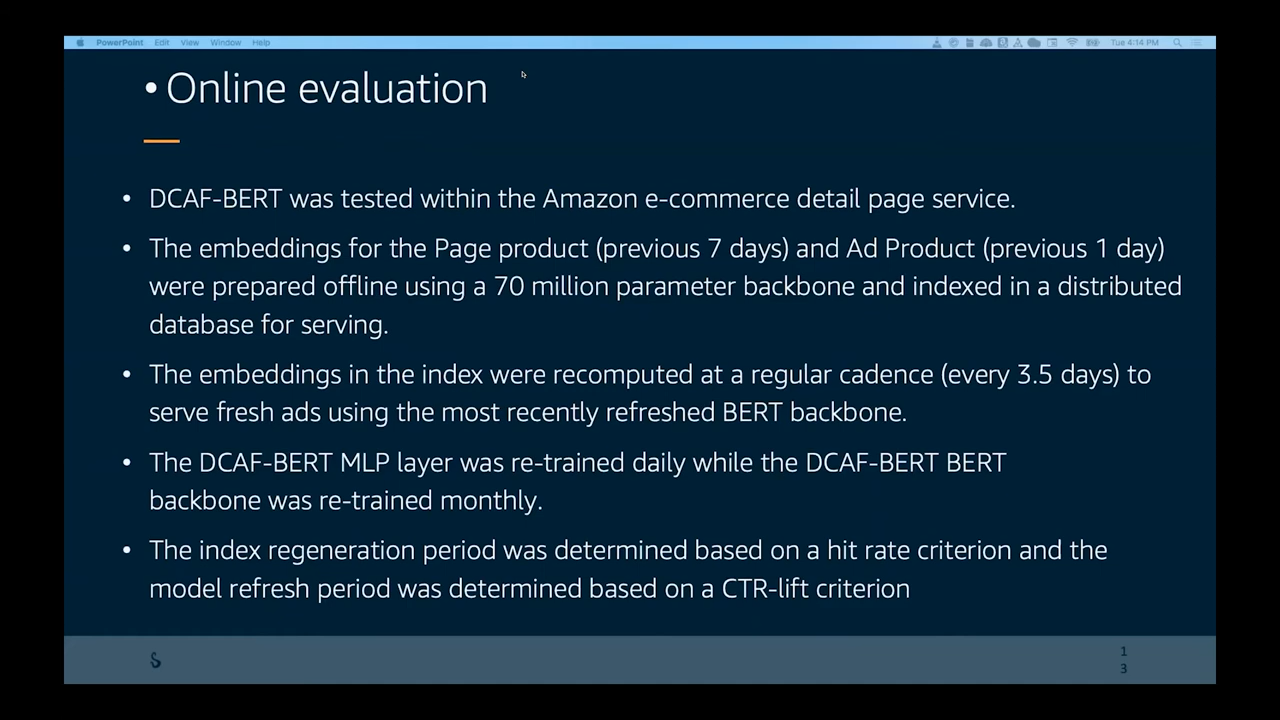 PowerPoint Edit View Window Help Tue 4:14 PM
• Online evaluation
• DCAF-BERT was tested within the Amazon e-commerce detail page service.
• The embeddings for the Page product (previous 7 days) and Ad Product (previous 1 day)
were prepared offline using a 70 million parameter backbone and indexed in a distributed
database for serving.
• The embeddings in the index were recomputed at a regular cadence (every 3.5 days) to
serve fresh ads using the most recently refreshed BERT backbone.
• The DCAF-BERT MLP layer was re-trained daily while the DCAF-BERT BERT
backbone was re-trained monthly.
• The index regeneration period was determined based on a hit rate criterion and the
model refresh period was determined based on a CTR-lift criterion
1
3